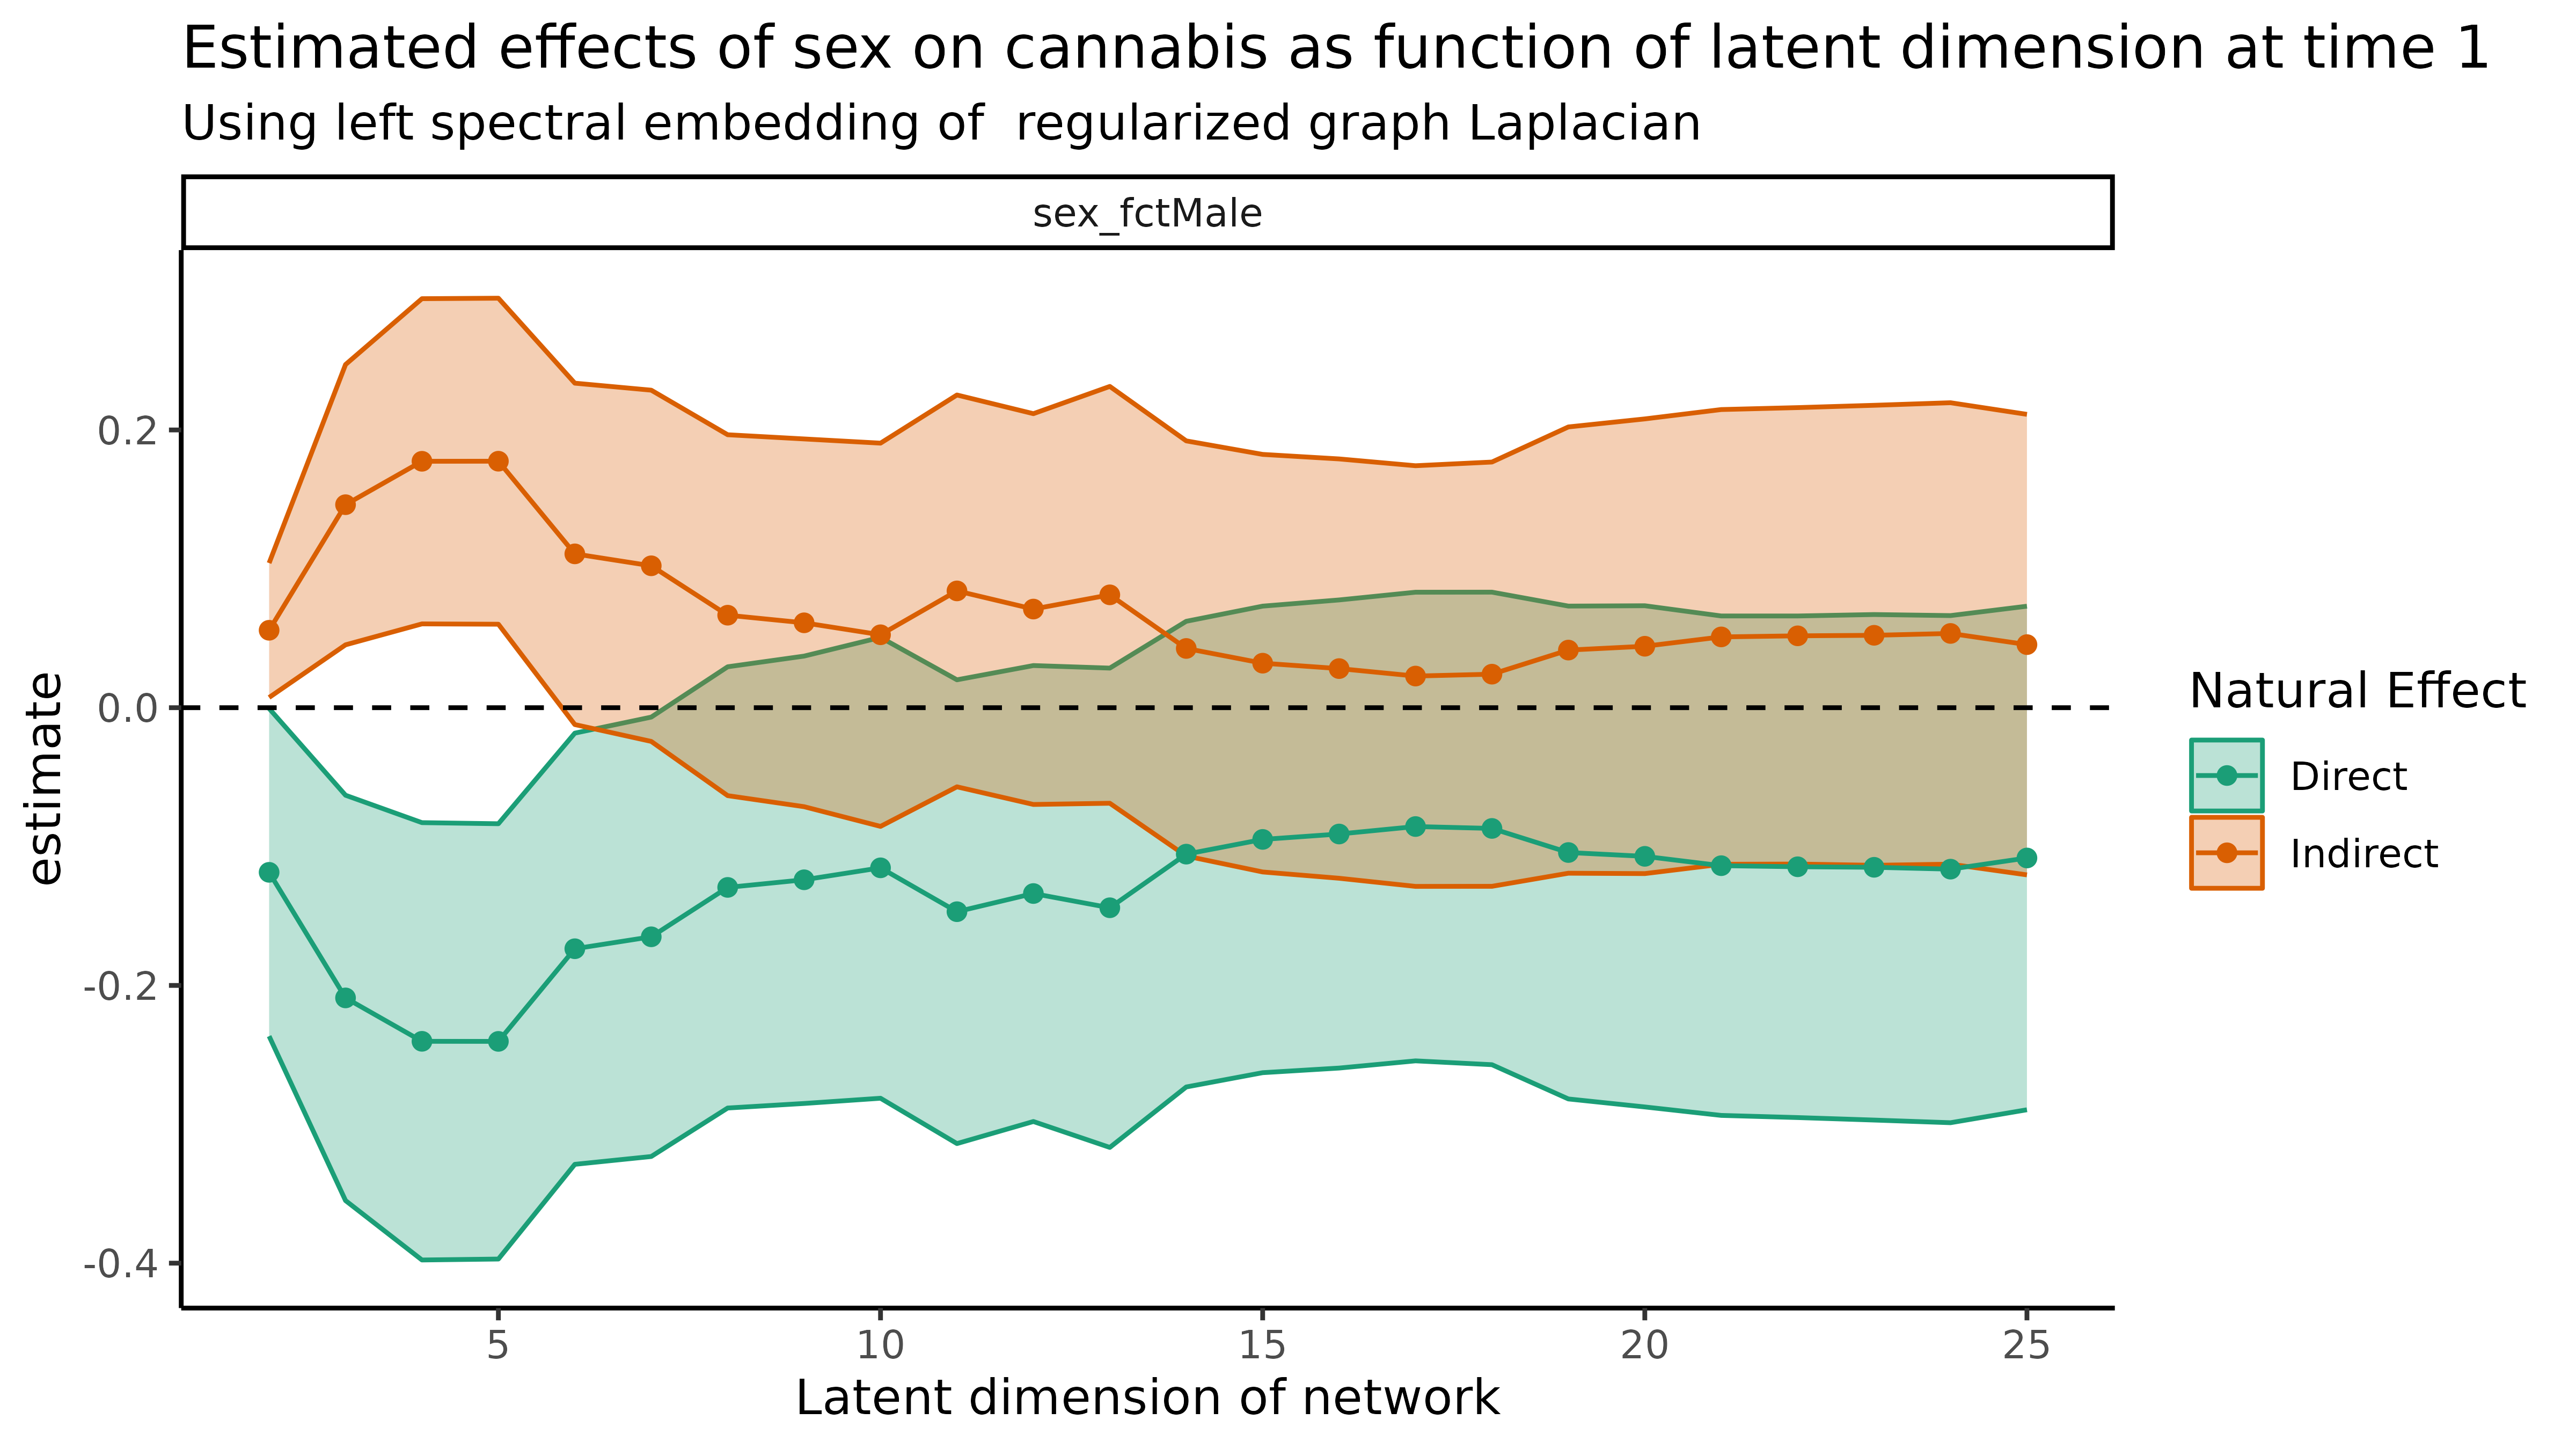 Estimated effects of sex on cannabis as function of latent dimension at time 1
Using left spectral embedding of  regularized graph Laplacian
sex_fctMale
estimate
0.2
0.0
-0.2
-0.4
5 10 15 20 25
Latent dimension of network
Natural Effect
Direct
Indirect